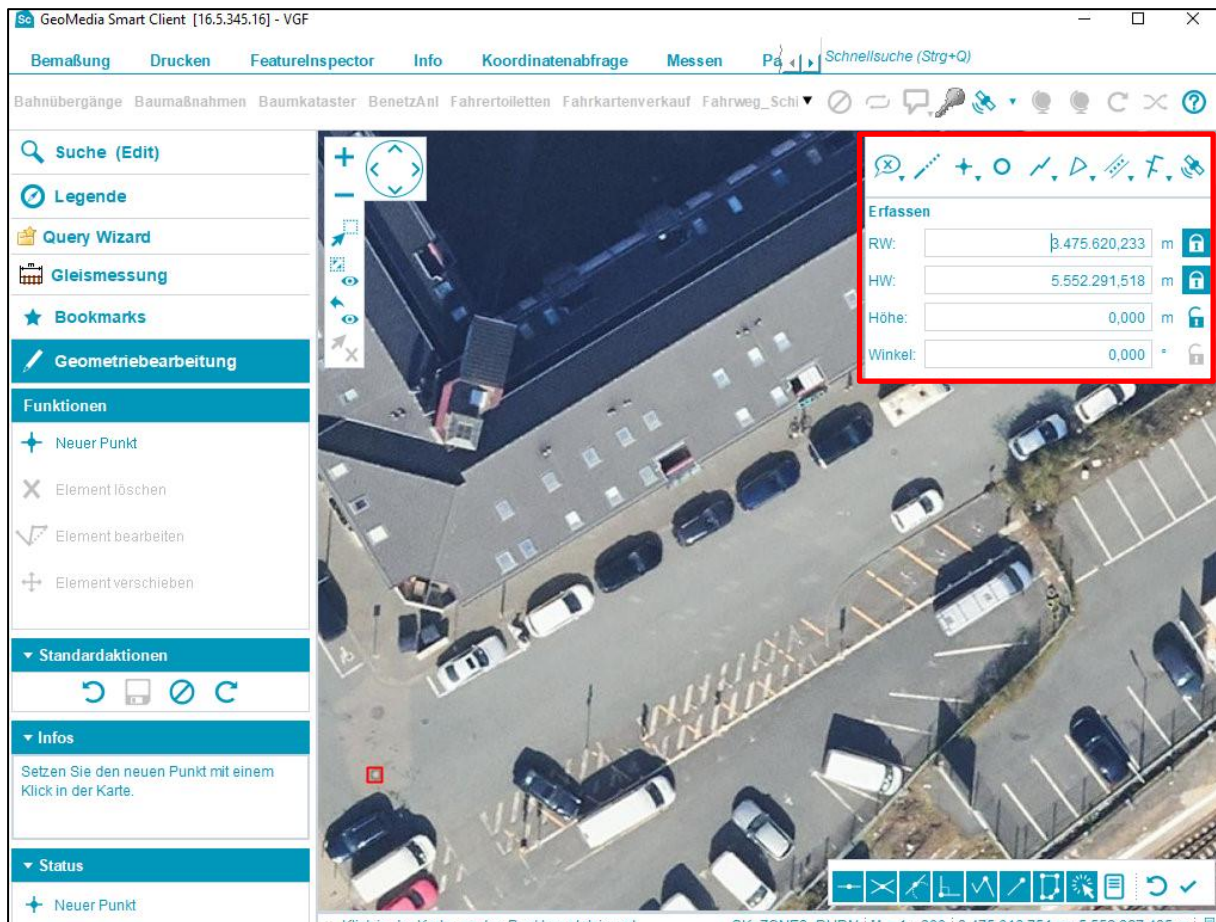 Sc GeoMedia Smart Client [16.5.345.16] - VGF
Bemaßung Drucken FeatureInspector Info Koordinatenabfrage Messen Schnellsuche (Strg+Q)
Bahnübergänge Baumaßnahmen Baumkataster BenetzAnl Fahrertoiletten Fahrkartenverkauf Fahrweg_Schi
Suche (Edit)
Legende
Query Wizard
Gleismessung
Bookmarks
Geometriebearbeitung
Funktionen
Neuer Punkt
Element löschen
Element bearbeiten
Element verschieben
Standardaktionen
Infos
Setzen Sie den neuen Punkt mit einem
Klick in der Karte.
Status
Neuer Punkt
Erfassen
RW: 3.475.620,233 m
HW: 5.552.291,518 m
Höhe: 0,000 m
Winkel: 0,000 °